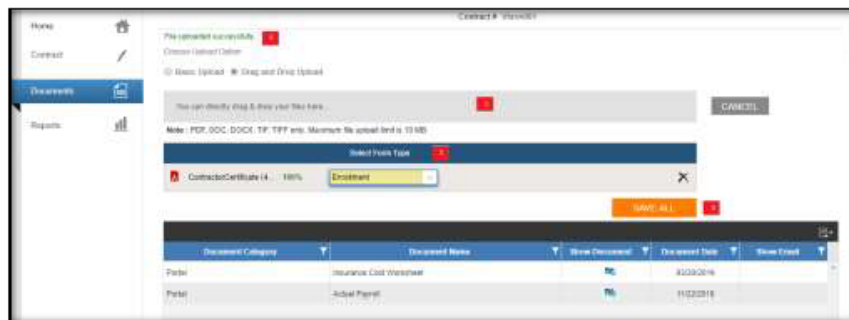 Contract #
Home
File uploaded successfully.
Contract
Choose Upload Option
Basic Upload Drag and Drop Upload
Documents
You can directly drag & drop your files here...
CANCEL
Reports
Note : PDF, DOC, DOCX, TIF, TIFF only. Maximum file upload limit is 10 MB
Select Form Type
ContractorCertificate (4... 100% Enrollment
SAVE ALL
Document Category Document Name Show Document Document Date Show Email
Portal Insurance Cost Worksheet
Portal Actual Payroll